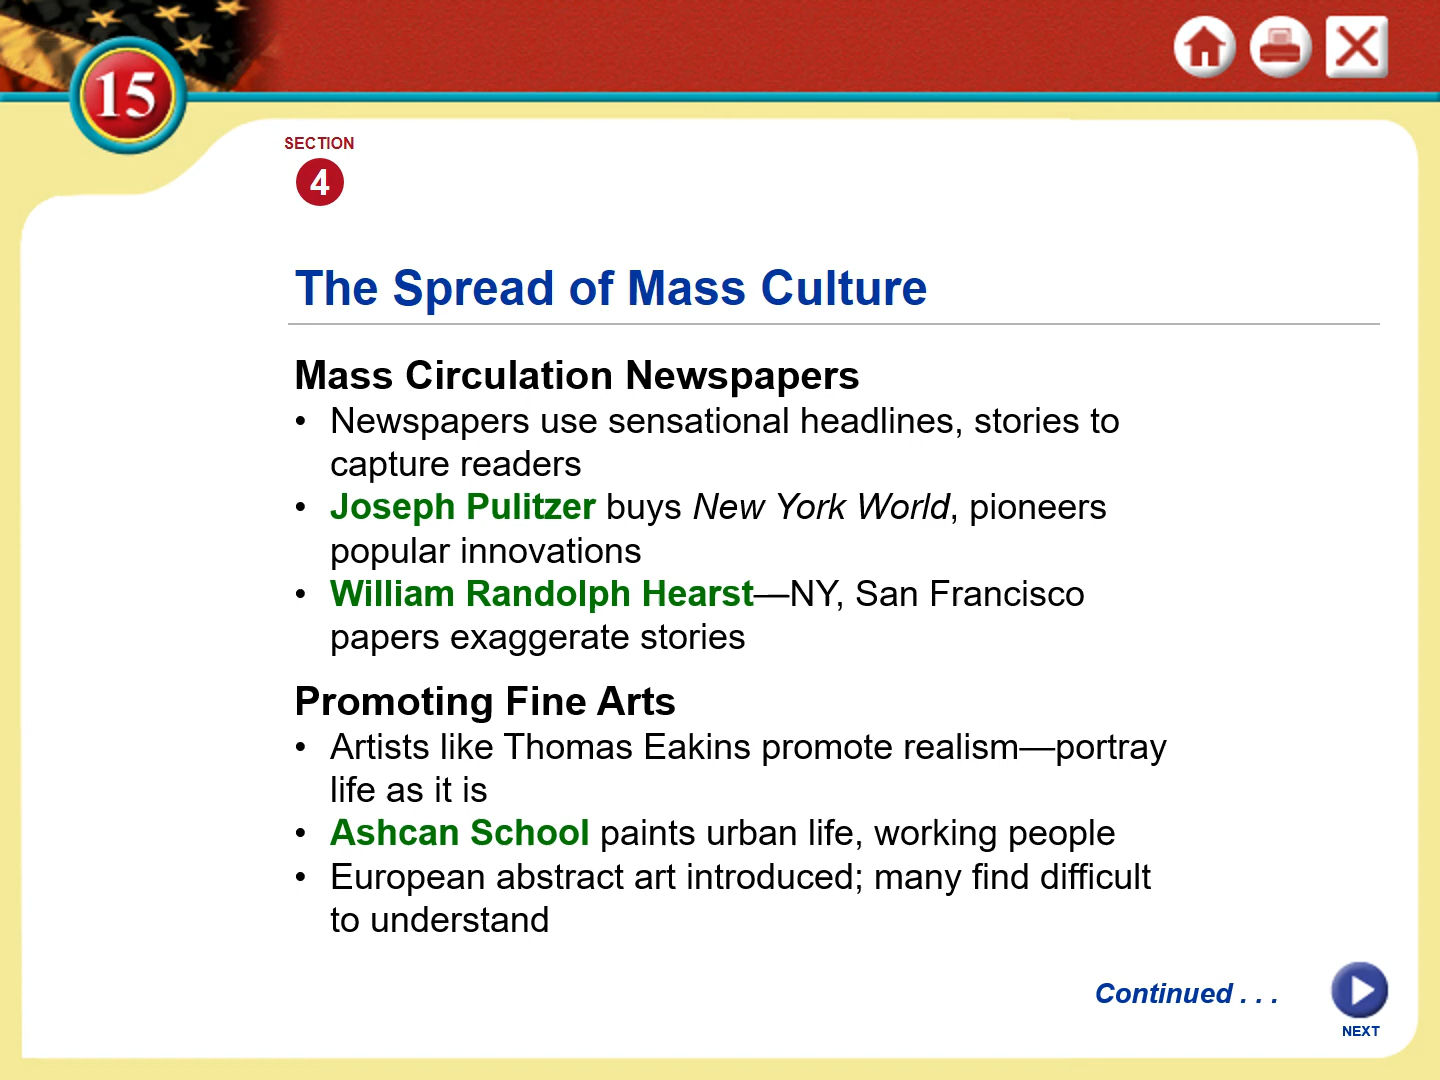 15
SECTION
4
The Spread of Mass Culture
Mass Circulation Newspapers
• Newspapers use sensational headlines, stories to
capture readers
• Joseph Pulitzer buys New York World, pioneers
popular innovations
• William Randolph Hearst—NY, San Francisco
papers exaggerate stories
Promoting Fine Arts
• Artists like Thomas Eakins promote realism—portray
life as it is
• Ashcan School paints urban life, working people
• European abstract art introduced; many find difficult
to understand
Continued . . .
NEXT